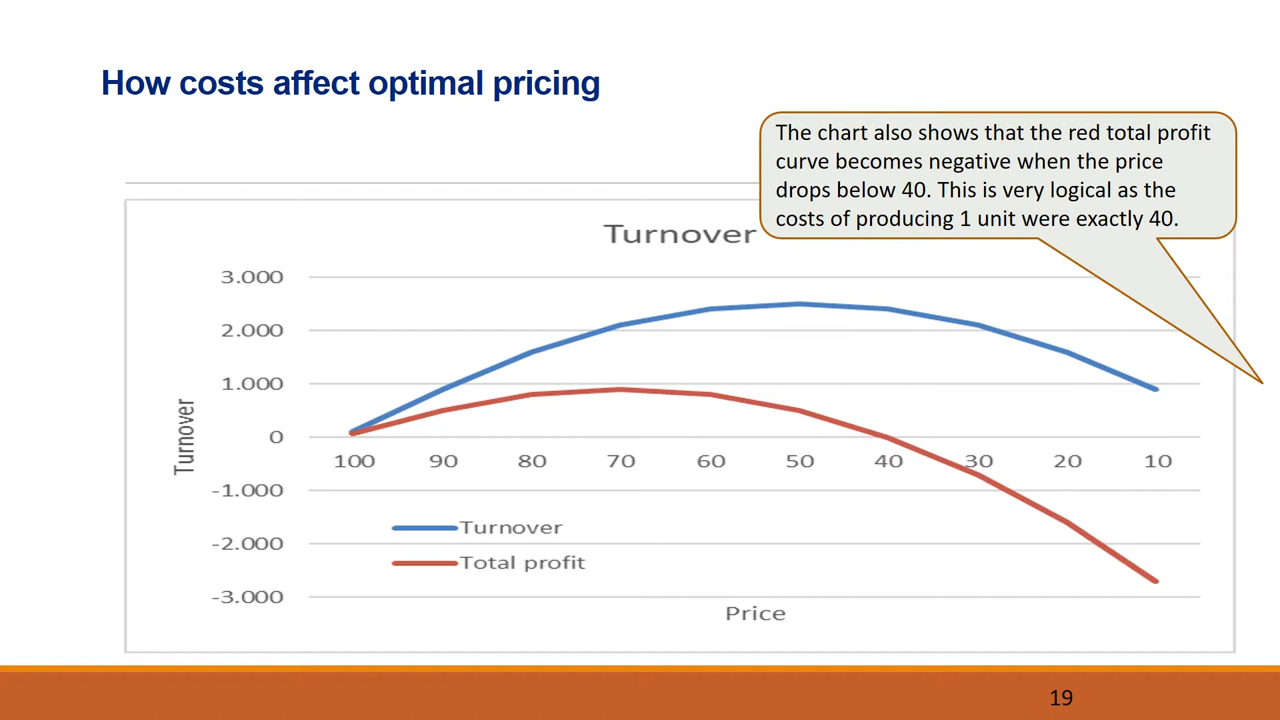 How costs affect optimal pricing
The chart also shows that the red total profit
curve becomes negative when the price
drops below 40. This is very logical as the
costs of producing 1 unit were exactly 40.
Turnover
3.000
2.000
1.000
0
-1.000
-2.000
-3.000
Turnover
100 90 80 70 60 50 40 30 20 10
Turnover
Total profit
Price
19